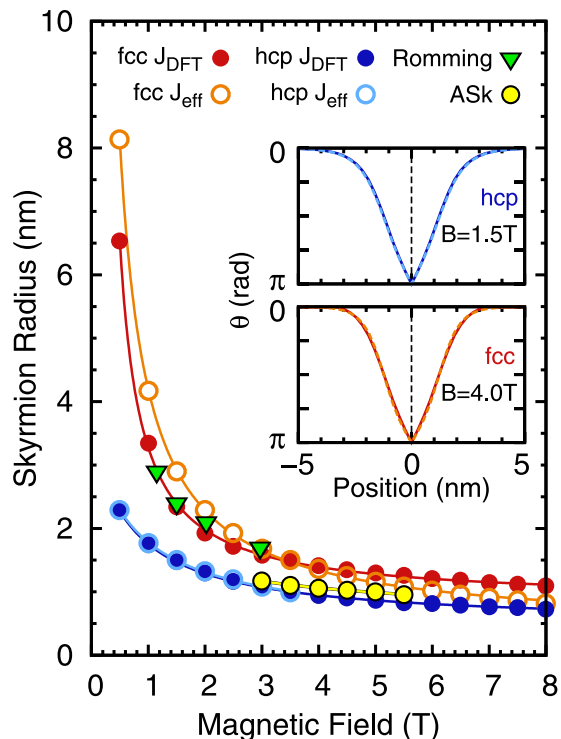 10
8
6
4
2
0
Skyrmion Radius (nm)
fcc J_DFT hcp J_DFT Romming
fcc J_eff hcp J_eff ASk
0
π
hcp
B=1.5T
θ (rad)
0
π
fcc
B=4.0T
−5 0 5
Position (nm)
0 1 2 3 4 5 6 7 8
Magnetic Field (T)